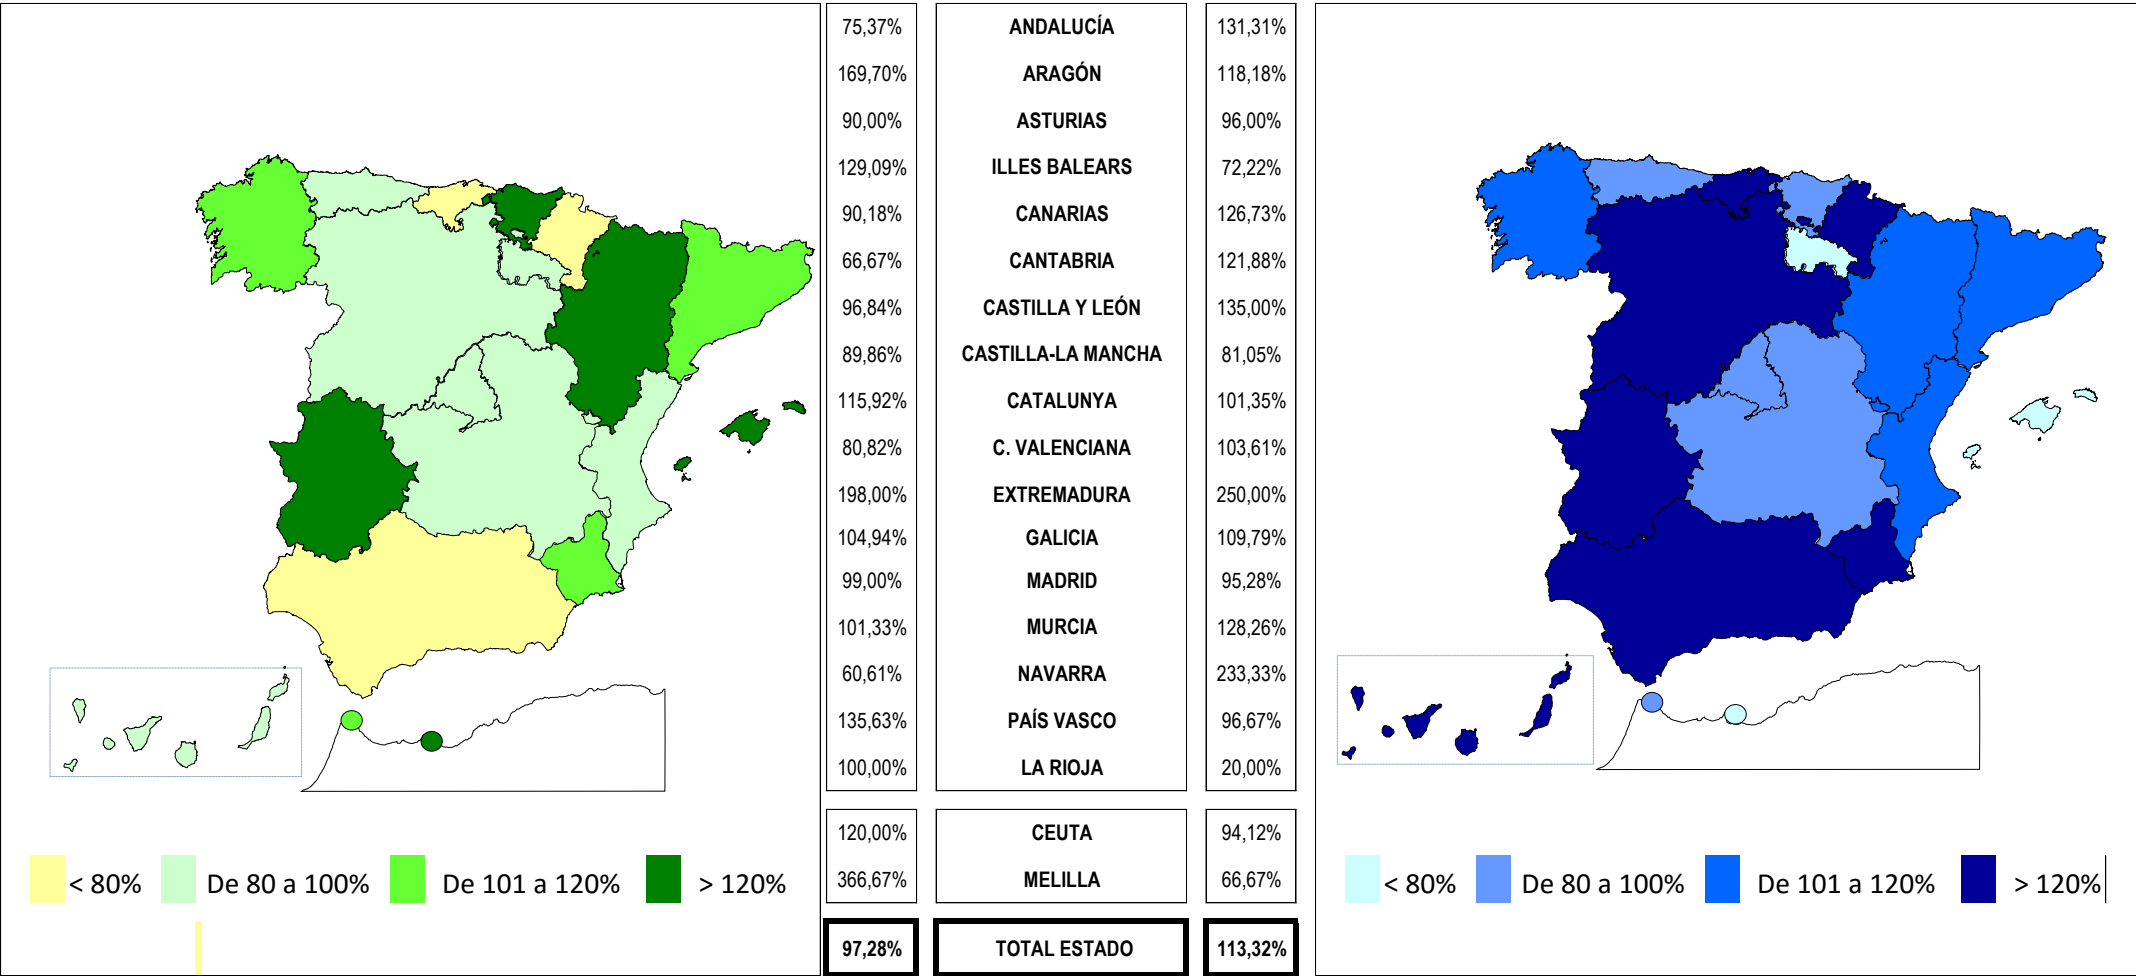 75,37% ANDALUCÍA 131,31%
169,70% ARAGÓN 118,18%
90,00% ASTURIAS 96,00%
129,09% ILLES BALEARS 72,22%
90,18% CANARIAS 126,73%
66,67% CANTABRIA 121,88%
96,84% CASTILLA Y LEÓN 135,00%
89,86% CASTILLA-LA MANCHA 81,05%
115,92% CATALUNYA 101,35%
80,82% C. VALENCIANA 103,61%
198,00% EXTREMADURA 250,00%
104,94% GALICIA 109,79%
99,00% MADRID 95,28%
101,33% MURCIA 128,26%
60,61% NAVARRA 233,33%
135,63% PAÍS VASCO 96,67%
100,00% LA RIOJA 20,00%
120,00% CEUTA 94,12%
366,67% MELILLA 66,67%
97,28% TOTAL ESTADO 113,32%
< 80% De 80 a 100% De 101 a 120% > 120%
< 80% De 80 a 100% De 101 a 120% > 120%